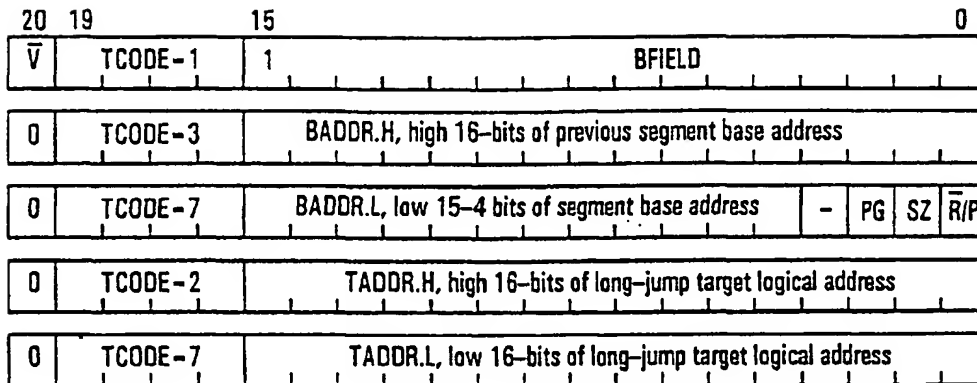 20 19 15 0
V̅ TCODE-1 1 BFIELD
0 TCODE-3 BADDR.H, high 16-bits of previous segment base address
0 TCODE-7 BADDR.L, low 15-4 bits of segment base address - PG SZ R̅/P
0 TCODE-2 TADDR.H, high 16-bits of long-jump target logical address
0 TCODE-7 TADDR.L, low 16-bits of long-jump target logical address